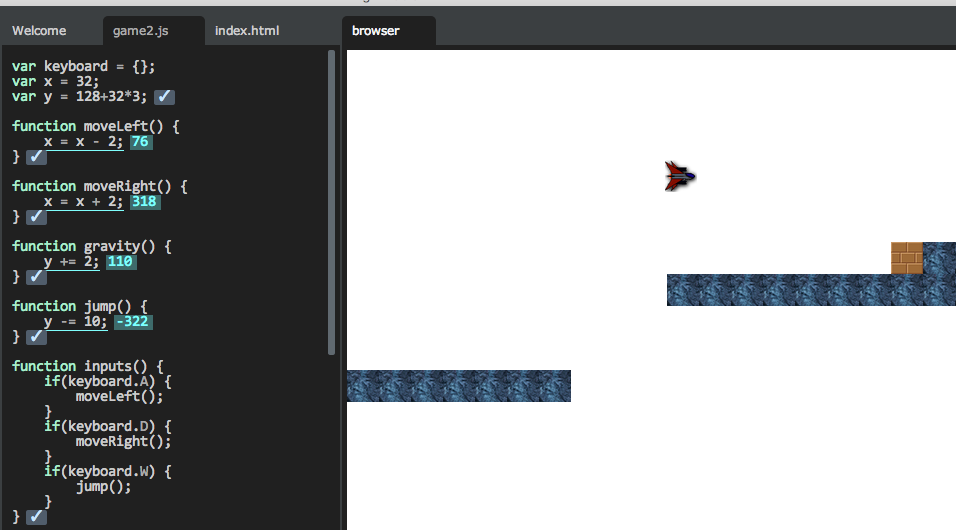 Welcome
game2.js
index.html
browser
var keyboard = {};
var x = 32;
var y = 128+32*3; ✓
function moveLeft() {
    x = x - 2; 76
} ✓
function moveRight() {
    x = x + 2; 318
} ✓
function gravity() {
    y += 2; 110
} ✓
function jump() {
    y -= 10; -322
} ✓
function inputs() {
    if(keyboard.A) {
        moveLeft();
    }
    if(keyboard.D) {
        moveRight();
    }
    if(keyboard.W) {
        jump();
    }
} ✓